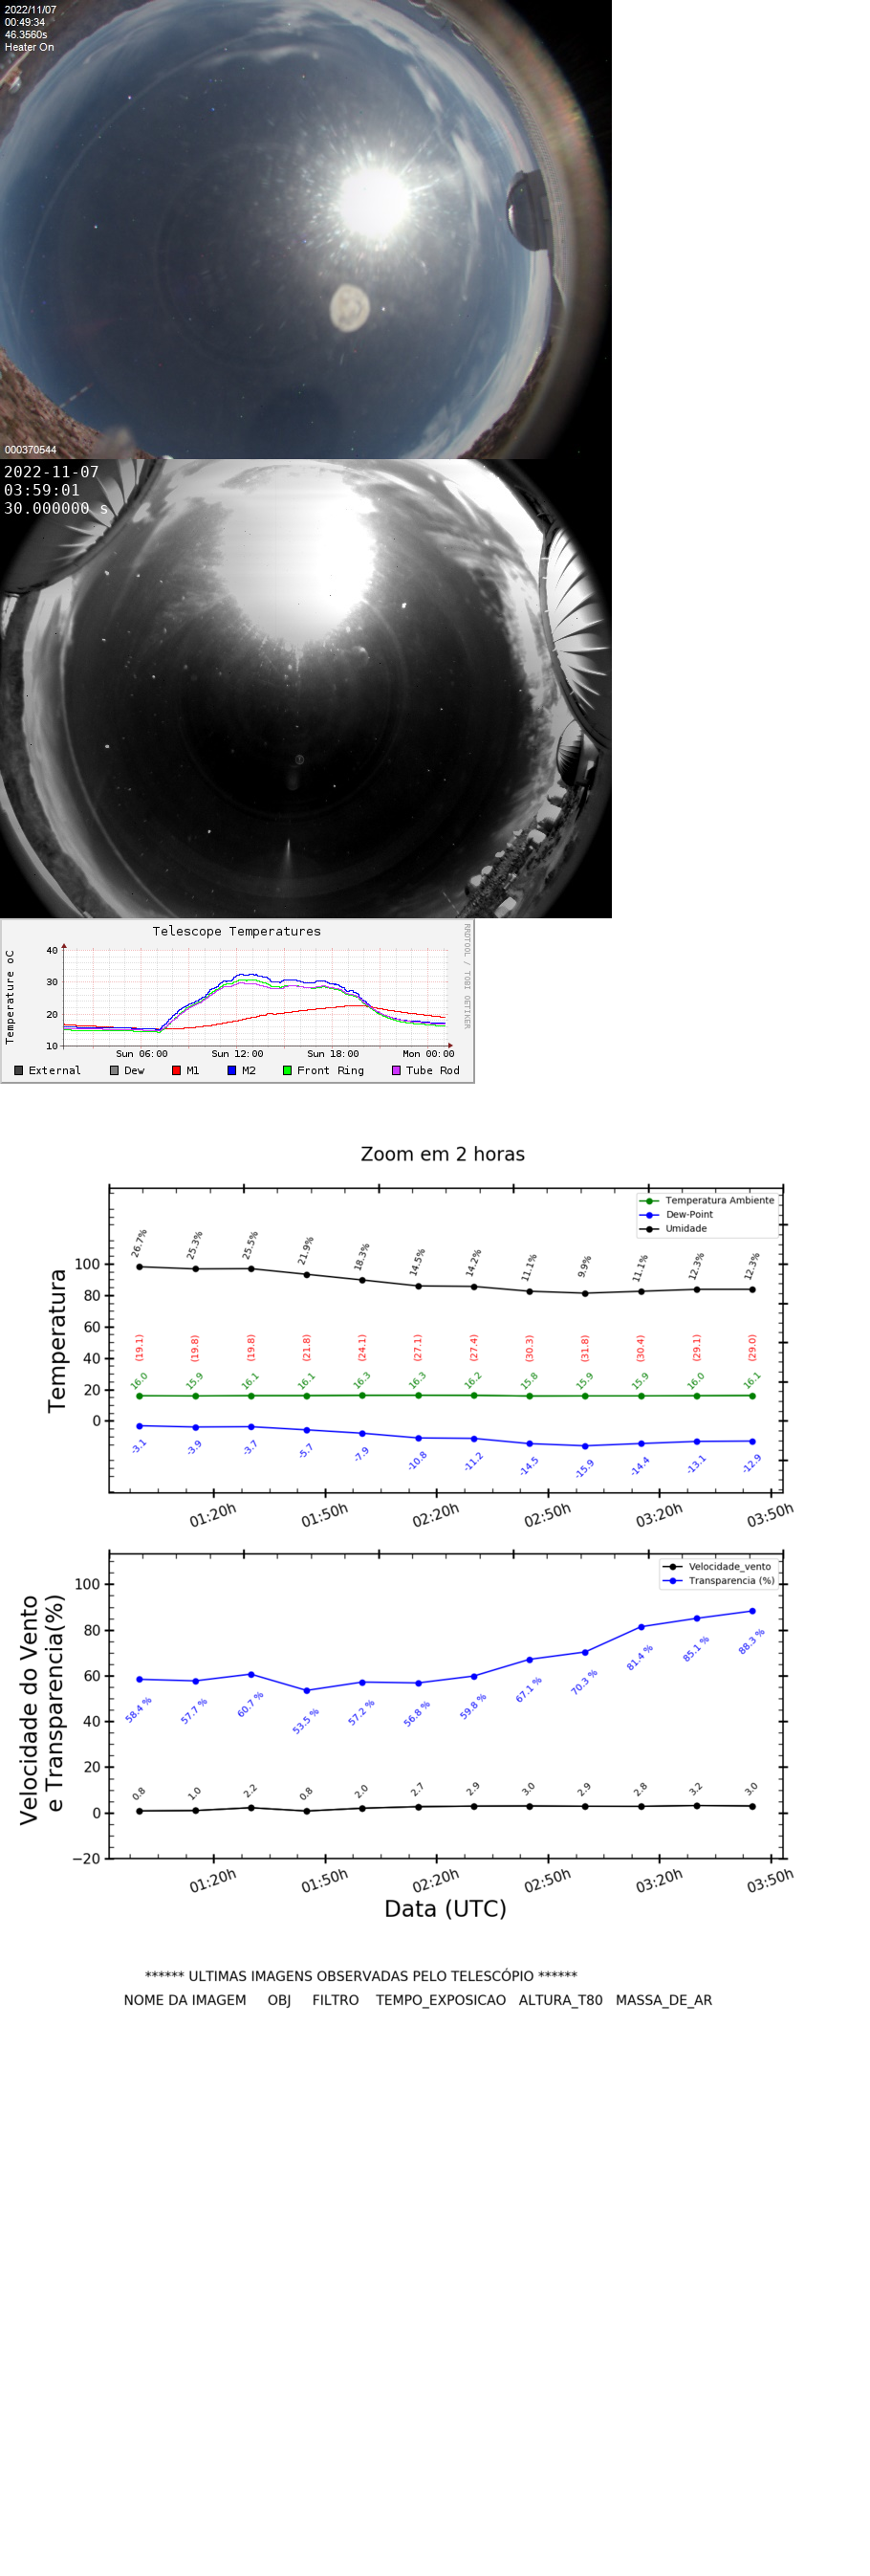 2022/11/07
00:49:34
46.3560s
Heater On
000370544
2022-11-07
03:59:01
30.000000 s
Telescope Temperatures
RRDTOOL / TOBI OETIKER
Temperature oC
40
30
20
10
Sun 06:00 Sun 12:00 Sun 18:00 Mon 00:00
External Dew M1 M2 Front Ring Tube Rod
Zoom em 2 horas
Temperatura Ambiente
Dew-Point
Umidade
Temperatura
100
80
60
40
20
0
26.7% 25.3% 25.5% 21.9% 18.3% 14.5% 14.2% 11.1% 9.9% 11.1% 12.3% 12.3%
(19.1) (19.8) (19.8) (21.8) (24.1) (27.1) (27.4) (30.3) (31.8) (30.4) (29.1) (29.0)
16.0 15.9 16.1 16.1 16.3 16.3 16.2 15.8 15.9 15.9 16.0 16.1
-3.1 -3.9 -3.7 -5.7 -7.9 -10.8 -11.2 -14.5 -15.9 -14.4 -13.1 -12.9
01:20h 01:50h 02:20h 02:50h 03:20h 03:50h
Velocidade_vento
Transparencia (%)
Velocidade do Vento
e Transparencia(%)
100
80
60
40
20
0
−20
58.4 % 57.7 % 60.7 % 53.5 % 57.2 % 56.8 % 59.8 % 67.1 % 70.3 % 81.4 % 85.1 % 88.3 %
0.8 1.0 2.2 0.8 2.0 2.7 2.9 3.0 2.9 2.8 3.2 3.0
01:20h 01:50h 02:20h 02:50h 03:20h 03:50h
Data (UTC)
****** ULTIMAS IMAGENS OBSERVADAS PELO TELESCÓPIO ******
NOME DA IMAGEM OBJ FILTRO TEMPO_EXPOSICAO ALTURA_T80 MASSA_DE_AR